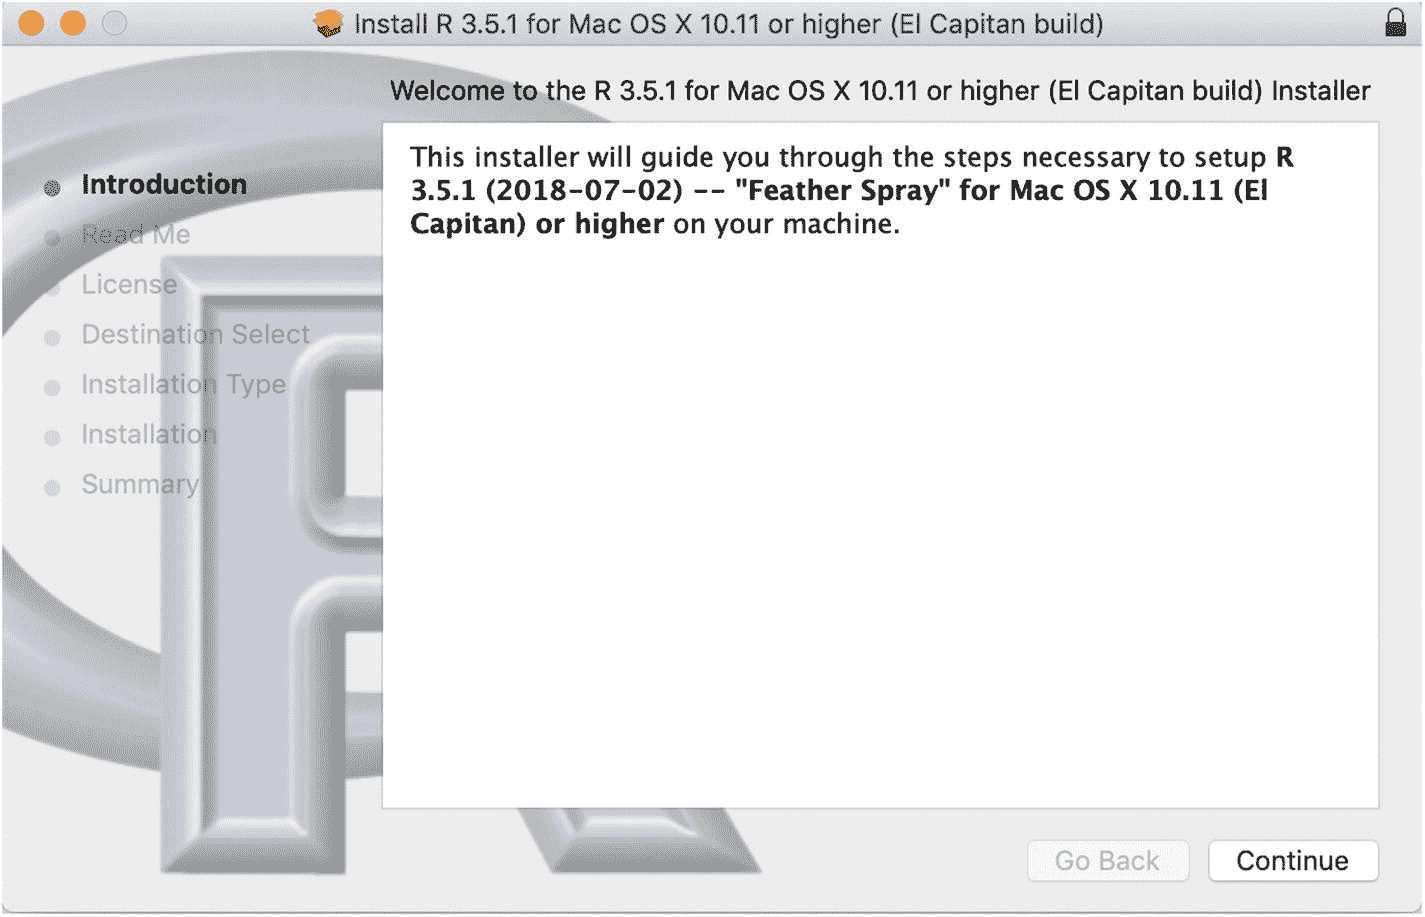 Install R 3.5.1 for Mac OS X 10.11 or higher (El Capitan build)
Welcome to the R 3.5.1 for Mac OS X 10.11 or higher (El Capitan build) Installer
Introduction
Read Me
License
Destination Select
Installation Type
Installation
Summary
This installer will guide you through the steps necessary to setup R
3.5.1 (2018-07-02) -- "Feather Spray" for Mac OS X 10.11 (El
Capitan) or higher on your machine.
Go Back
Continue